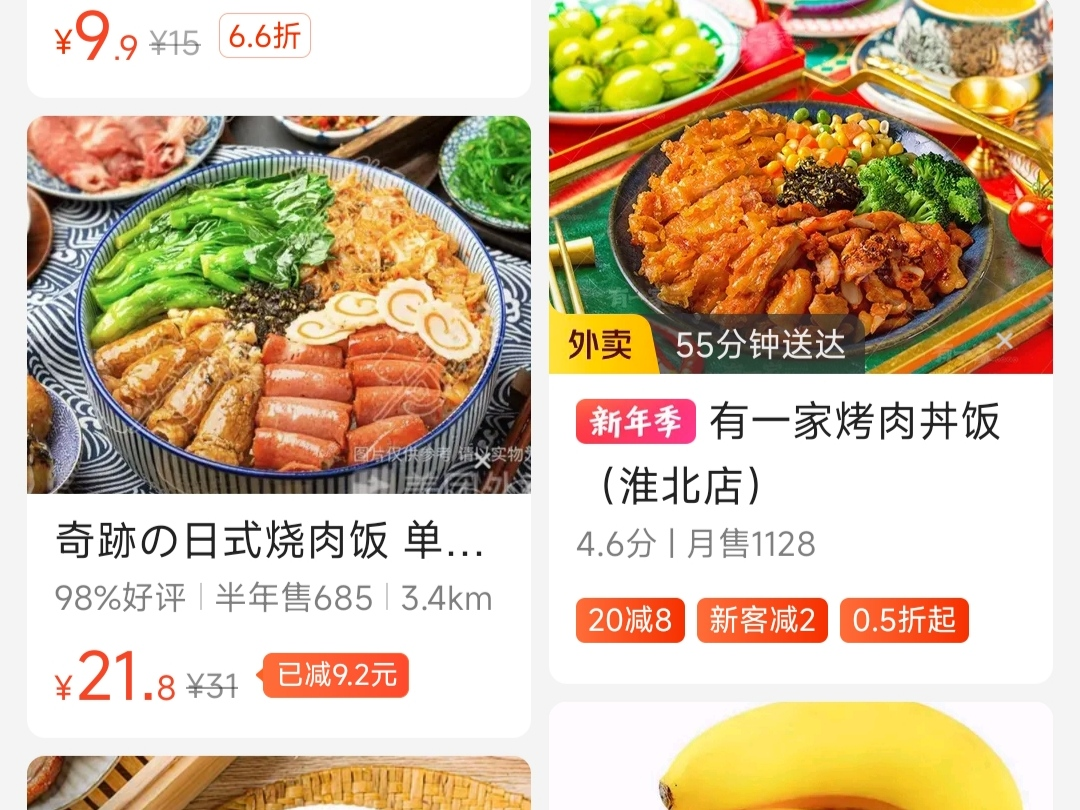 ¥9.9 ¥15 6.6折
图片仅供参考 请以实物为
奇跡の日式烧肉饭 单...
98%好评 半年售685 3.4km
¥21.8 ¥31 已减9.2元
外卖 55分钟送达
新年季 有一家烤肉丼饭
（淮北店）
4.6分 | 月售1128
20减8 新客减2 0.5折起